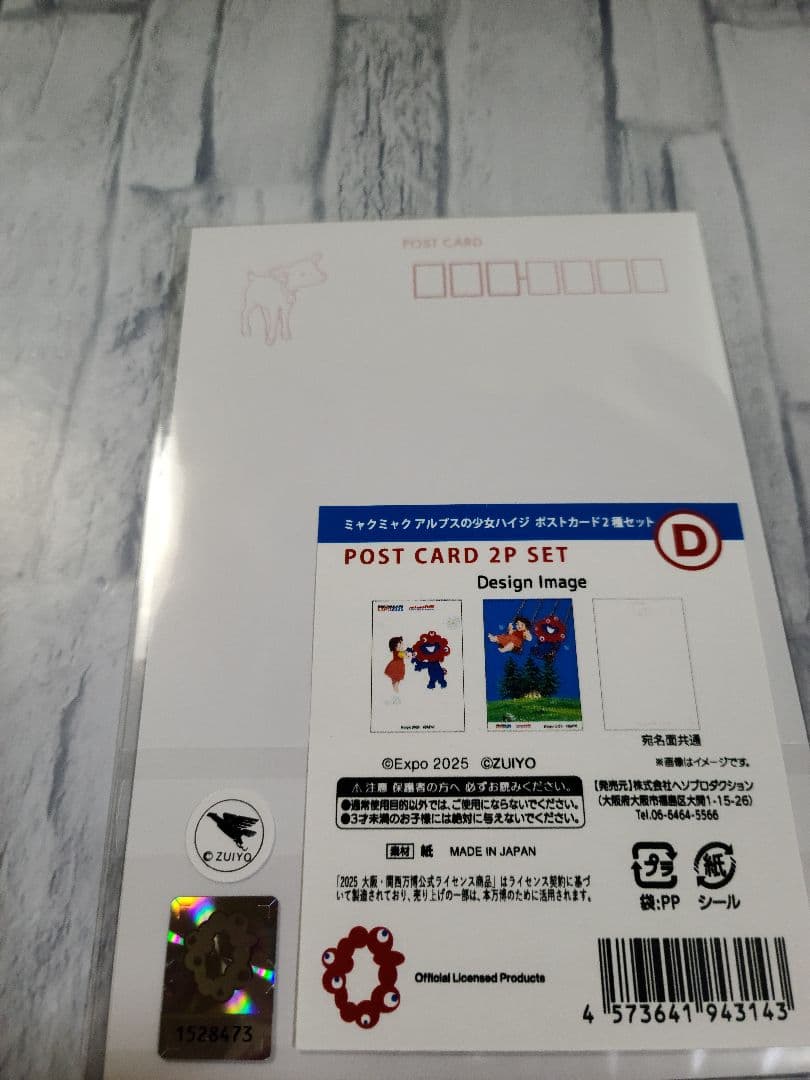 POST CARD
ミャクミャク アルプスの少女ハイジ ポストカード2種セット
D
POST CARD 2P SET
Design Image
宛名面共通
※画像はイメージです。
©Expo 2025 ©ZUIYO
⚠注意 保護者の方へ 必ずお読みください。
●通常使用目的以外では、ご使用にならないでください。
●3才未満のお子様には絶対に与えないでください。
【発売元】株式会社ヘソプロダクション
(大阪府大阪市福島区大開1-15-26)
Tel.06-6464-5566
素材 紙 MADE IN JAPAN
「2025 大阪・関西万博公式ライセンス商品」はライセンス契約に基づ
いて製造されており、売り上げの一部は、本万博のために活用されます。
プラ 紙
袋:PP シール
Official Licensed Products
4 573641 943143
© ZUIYO
1528473